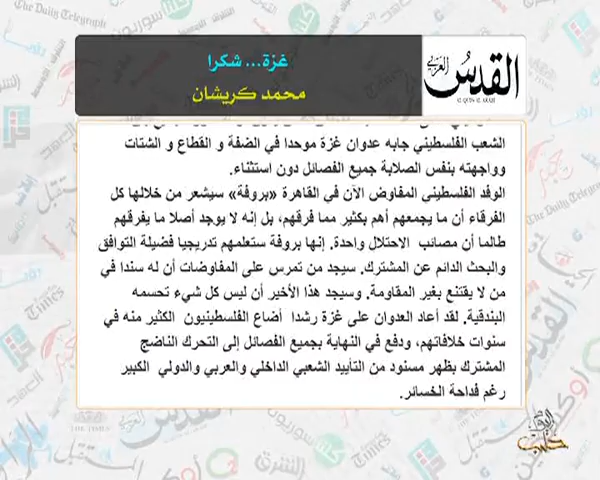 القدس العربي
AL-QUDS AL-ARABI
غزة... شكرا
محمد كريشان
الشعب الفلسطيني جابه عدوان غزة موحدا في الضفة و القطاع و الشتات
وواجهته بنفس الصلابة جميع الفصائل دون استثناء.
الوفد الفلسطيني المفاوض الآن في القاهرة «بروفة» سيشعر من خلالها كل
الفرقاء أن ما يجمعهم أهم بكثير مما فرقهم، بل إنه لا يوجد أصلا ما يفرقهم
طالما أن مصائب الاحتلال واحدة. إنها بروفة ستعلمهم تدريجيا فضيلة التوافق
والبحث الدائم عن المشترك. سيجد من تمرس على المفاوضات أن له سندا في
من لا يقتنع بغير المقاومة. وسيجد هذا الأخير أن ليس كل شيء تحسمه
البندقية. لقد أعاد العدوان على غزة رشدا أضاع الفلسطينيون الكثير منه في
سنوات خلافاتهم، ودفع في النهاية بجميع الفصائل إلى التحرك الناضج
المشترك بظهر مسنود من التأييد الشعبي الداخلي والعربي والدولي الكبير
رغم فداحة الخسائر.